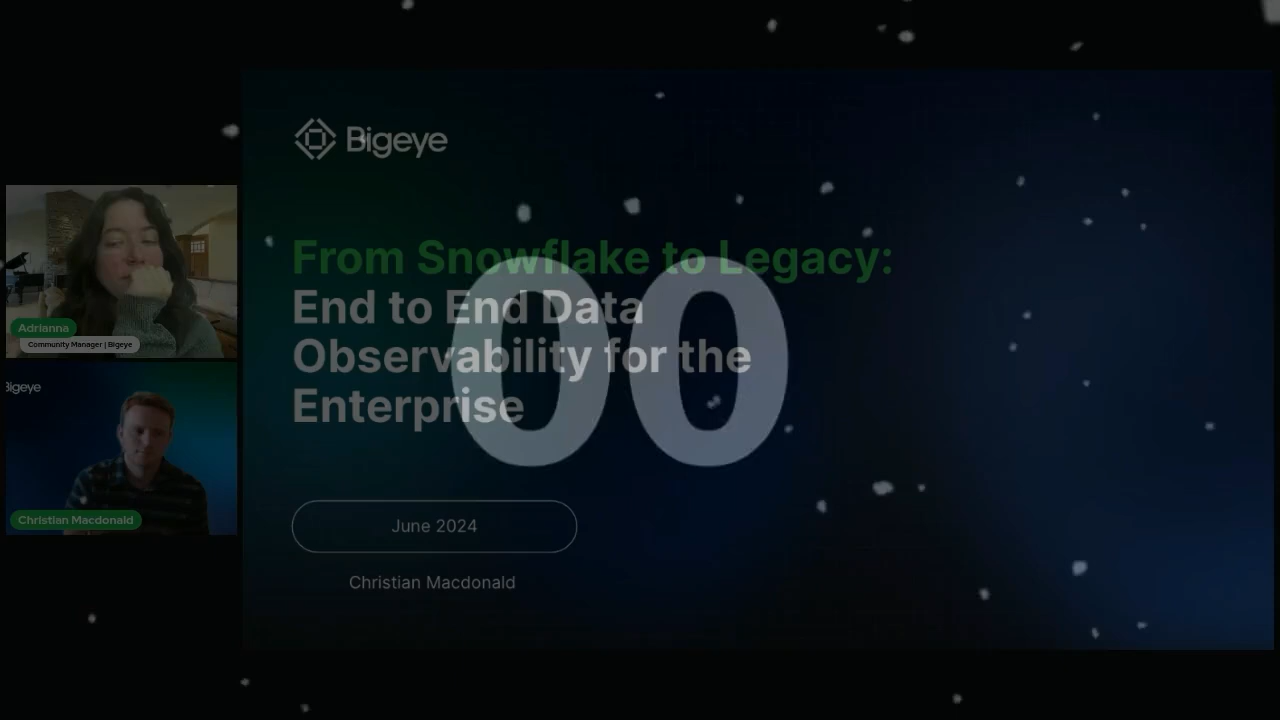 Bigeye
From Snowflake to Legacy:
End to End Data
Observability for the
Enterprise
00
June 2024
Christian Macdonald
Adrianna
Community Manager | Bigeye
Bigeye
Christian Macdonald